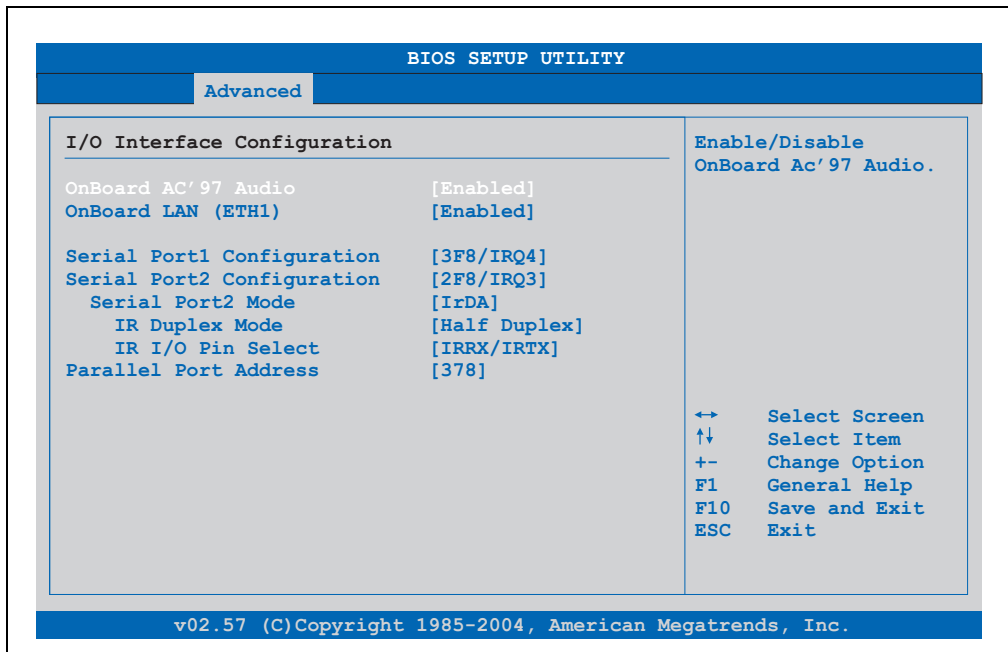 BIOS SETUP UTILITY
Advanced
I/O Interface Configuration
OnBoard AC'97 Audio [Enabled]
OnBoard LAN (ETH1) [Enabled]
Serial Port1 Configuration [3F8/IRQ4]
Serial Port2 Configuration [2F8/IRQ3]
Serial Port2 Mode [IrDA]
IR Duplex Mode [Half Duplex]
IR I/O Pin Select [IRRX/IRTX]
Parallel Port Address [378]
Enable/Disable
OnBoard Ac'97 Audio.
←→ Select Screen
↑↓ Select Item
+- Change Option
F1 General Help
F10 Save and Exit
ESC Exit
v02.57 (C)Copyright 1985-2004, American Megatrends, Inc.